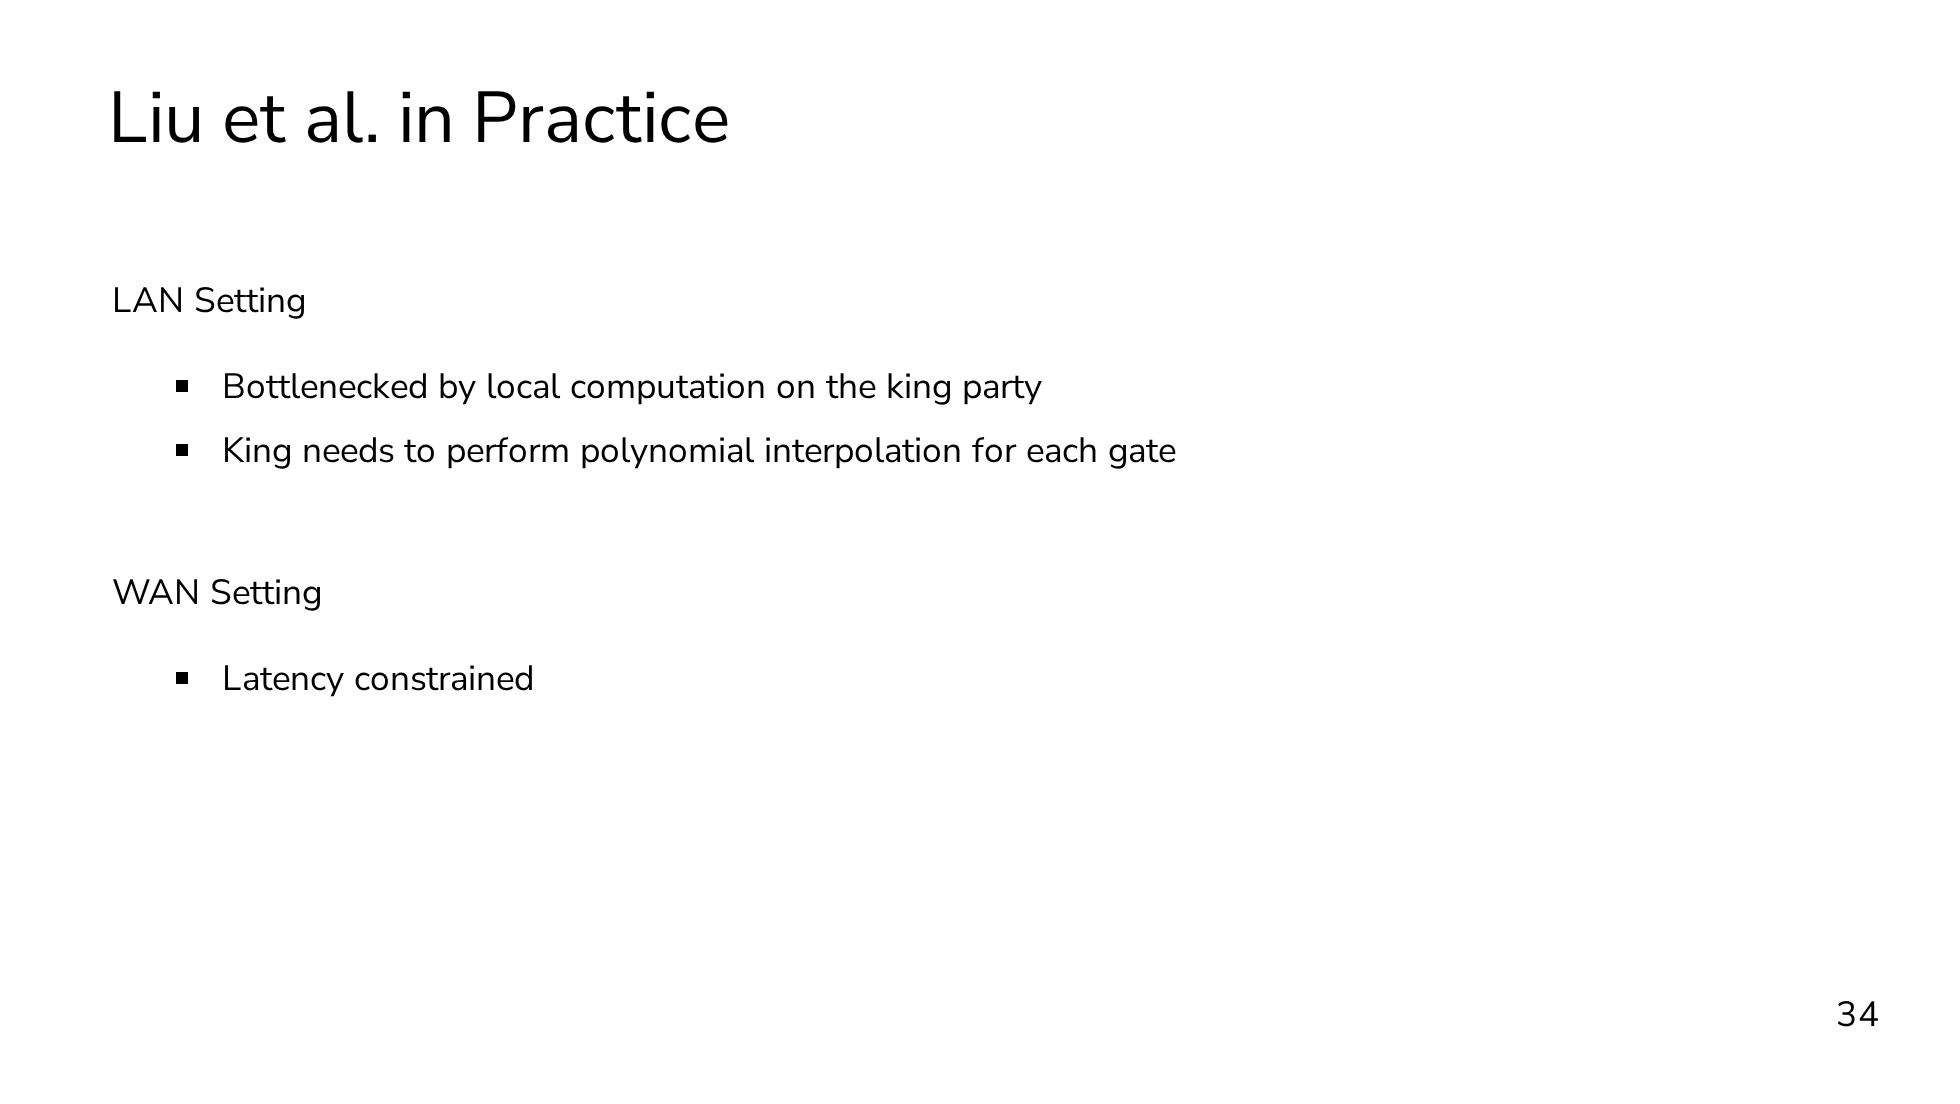 Liu et al. in Practice
LAN Setting
▪ Bottlenecked by local computation on the king party
▪ King needs to perform polynomial interpolation for each gate
WAN Setting
▪ Latency constrained
34